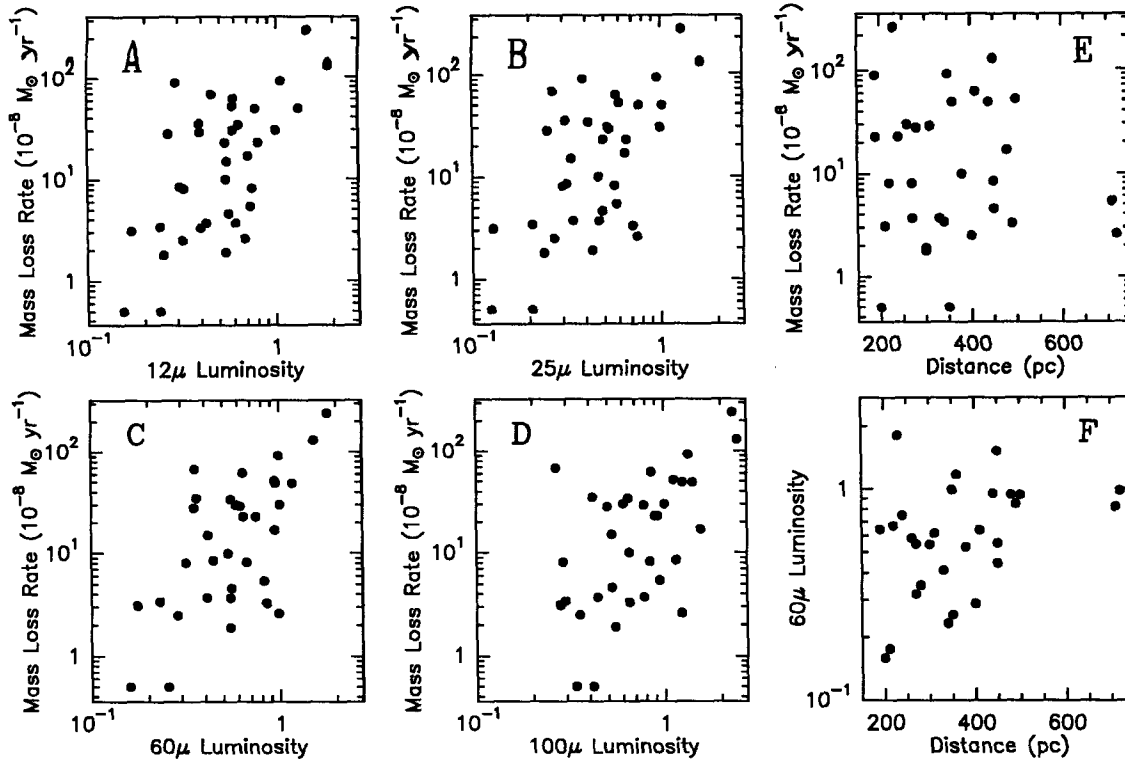 A
Mass Loss Rate (10⁻⁸ M⊙ yr⁻¹)
10²
10
1
10⁻¹
1
12μ Luminosity
B
Mass Loss Rate (10⁻⁸ M⊙ yr⁻¹)
10²
10
1
10⁻¹
1
25μ Luminosity
E
Mass Loss Rate (10⁻⁸ M⊙ yr⁻¹)
10²
10
1
200 400 600
Distance (pc)
C
Mass Loss Rate (10⁻⁸ M⊙ yr⁻¹)
10²
10
1
10⁻¹
1
60μ Luminosity
D
Mass Loss Rate (10⁻⁸ M⊙ yr⁻¹)
10²
10
1
10⁻¹
1
100μ Luminosity
F
60μ Luminosity
1
10⁻¹
200 400 600
Distance (pc)